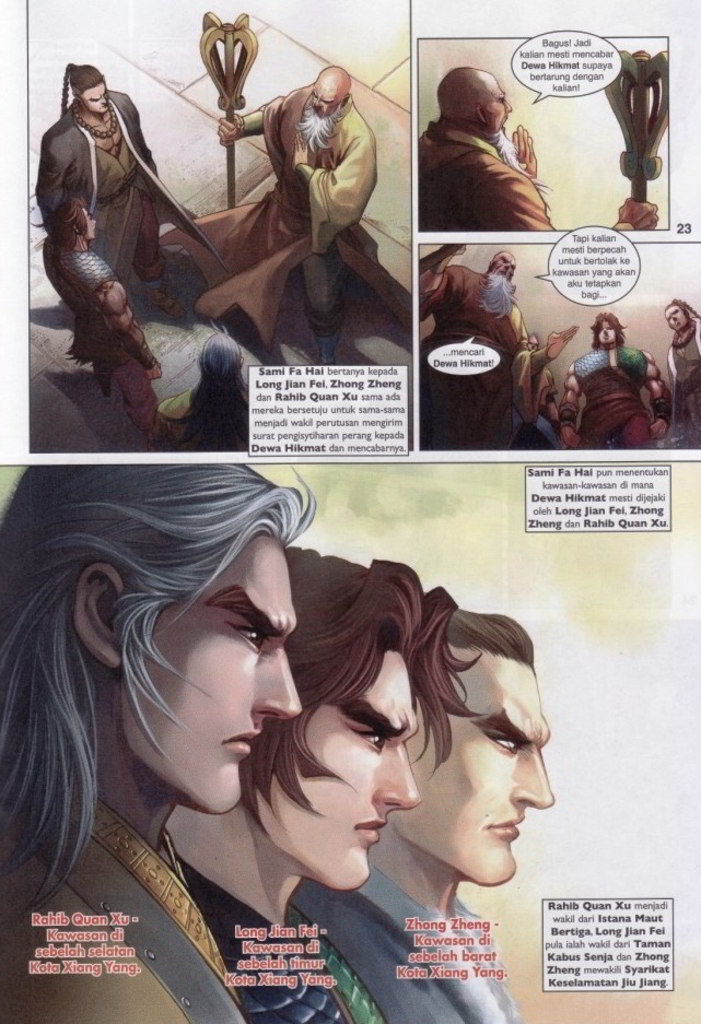 Sami Fa Hai bertanya kepada
Long Jian Fei, Zhong Zheng
dan Rahib Quan Xu sama ada
mereka bersetuju untuk sama-sama
menjadi wakil perutusan mengirim
surat pengisytiharan perang kepada
Dewa Hikmat dan mencabarnya.
Bagus! Jadi
kalian mesti mencabar
Dewa Hikmat supaya
bertarung dengan
kalian!
23
Tapi kalian
mesti berpecah
untuk bertolak ke
kawasan yang akan
aku tetapkan
bagi...
...mencari
Dewa Hikmat!
Sami Fa Hai pun menentukan
kawasan-kawasan di mana
Dewa Hikmat mesti dijejaki
oleh Long Jian Fei, Zhong
Zheng dan Rahib Quan Xu.
Rahib Quan Xu -
Kawasan di
sebelah selatan
Kota Xiang Yang.
Long Jian Fei -
Kawasan di
sebelah timur
Kota Xiang Yang.
Zhong Zheng -
Kawasan di
sebelah barat
Kota Xiang Yang.
Rahib Quan Xu menjadi
wakil dari Istana Maut
Bertiga, Long Jian Fei
pula ialah wakil dari Taman
Kabus Senja dan Zhong
Zheng mewakili Syarikat
Keselamatan Jiu Jiang.